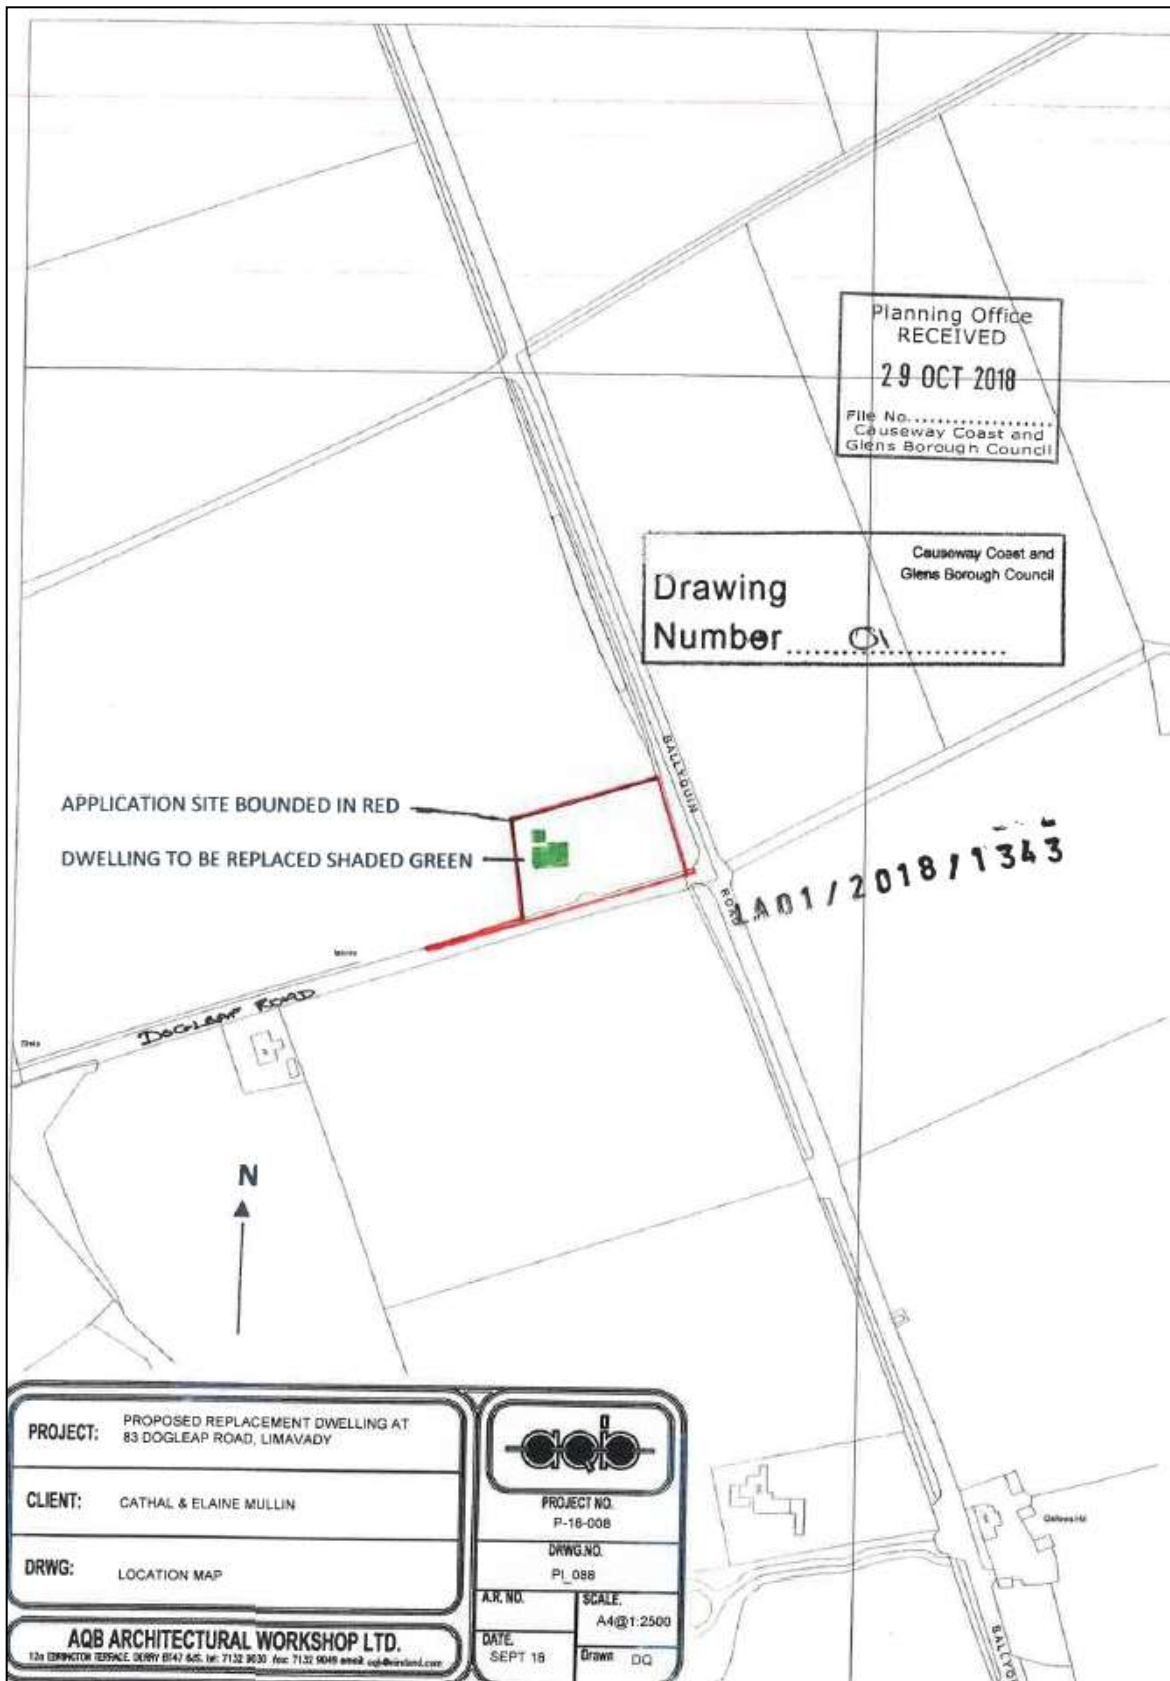 Planning Office
RECEIVED
29 OCT 2018
File No.
Causeway Coast and
Glens Borough Council
Causeway Coast and
Glens Borough Council
Drawing
Number 01
BALLYQUIN
ROAD
APPLICATION SITE BOUNDED IN RED
DWELLING TO BE REPLACED SHADED GREEN
LA01/2018/1343
DOGLEAP ROAD
N
PROJECT: PROPOSED REPLACEMENT DWELLING AT
83 DOGLEAP ROAD, LIMAVADY
CLIENT: CATHAL & ELAINE MULLIN
DRWG: LOCATION MAP
AQB ARCHITECTURAL WORKSHOP LTD.
aqb
PROJECT NO.
P-16-008
DRWG.NO.
PL_088
A.R. NO.
SCALE.
A4@1:2500
DATE.
SEPT 18
Drawn DQ